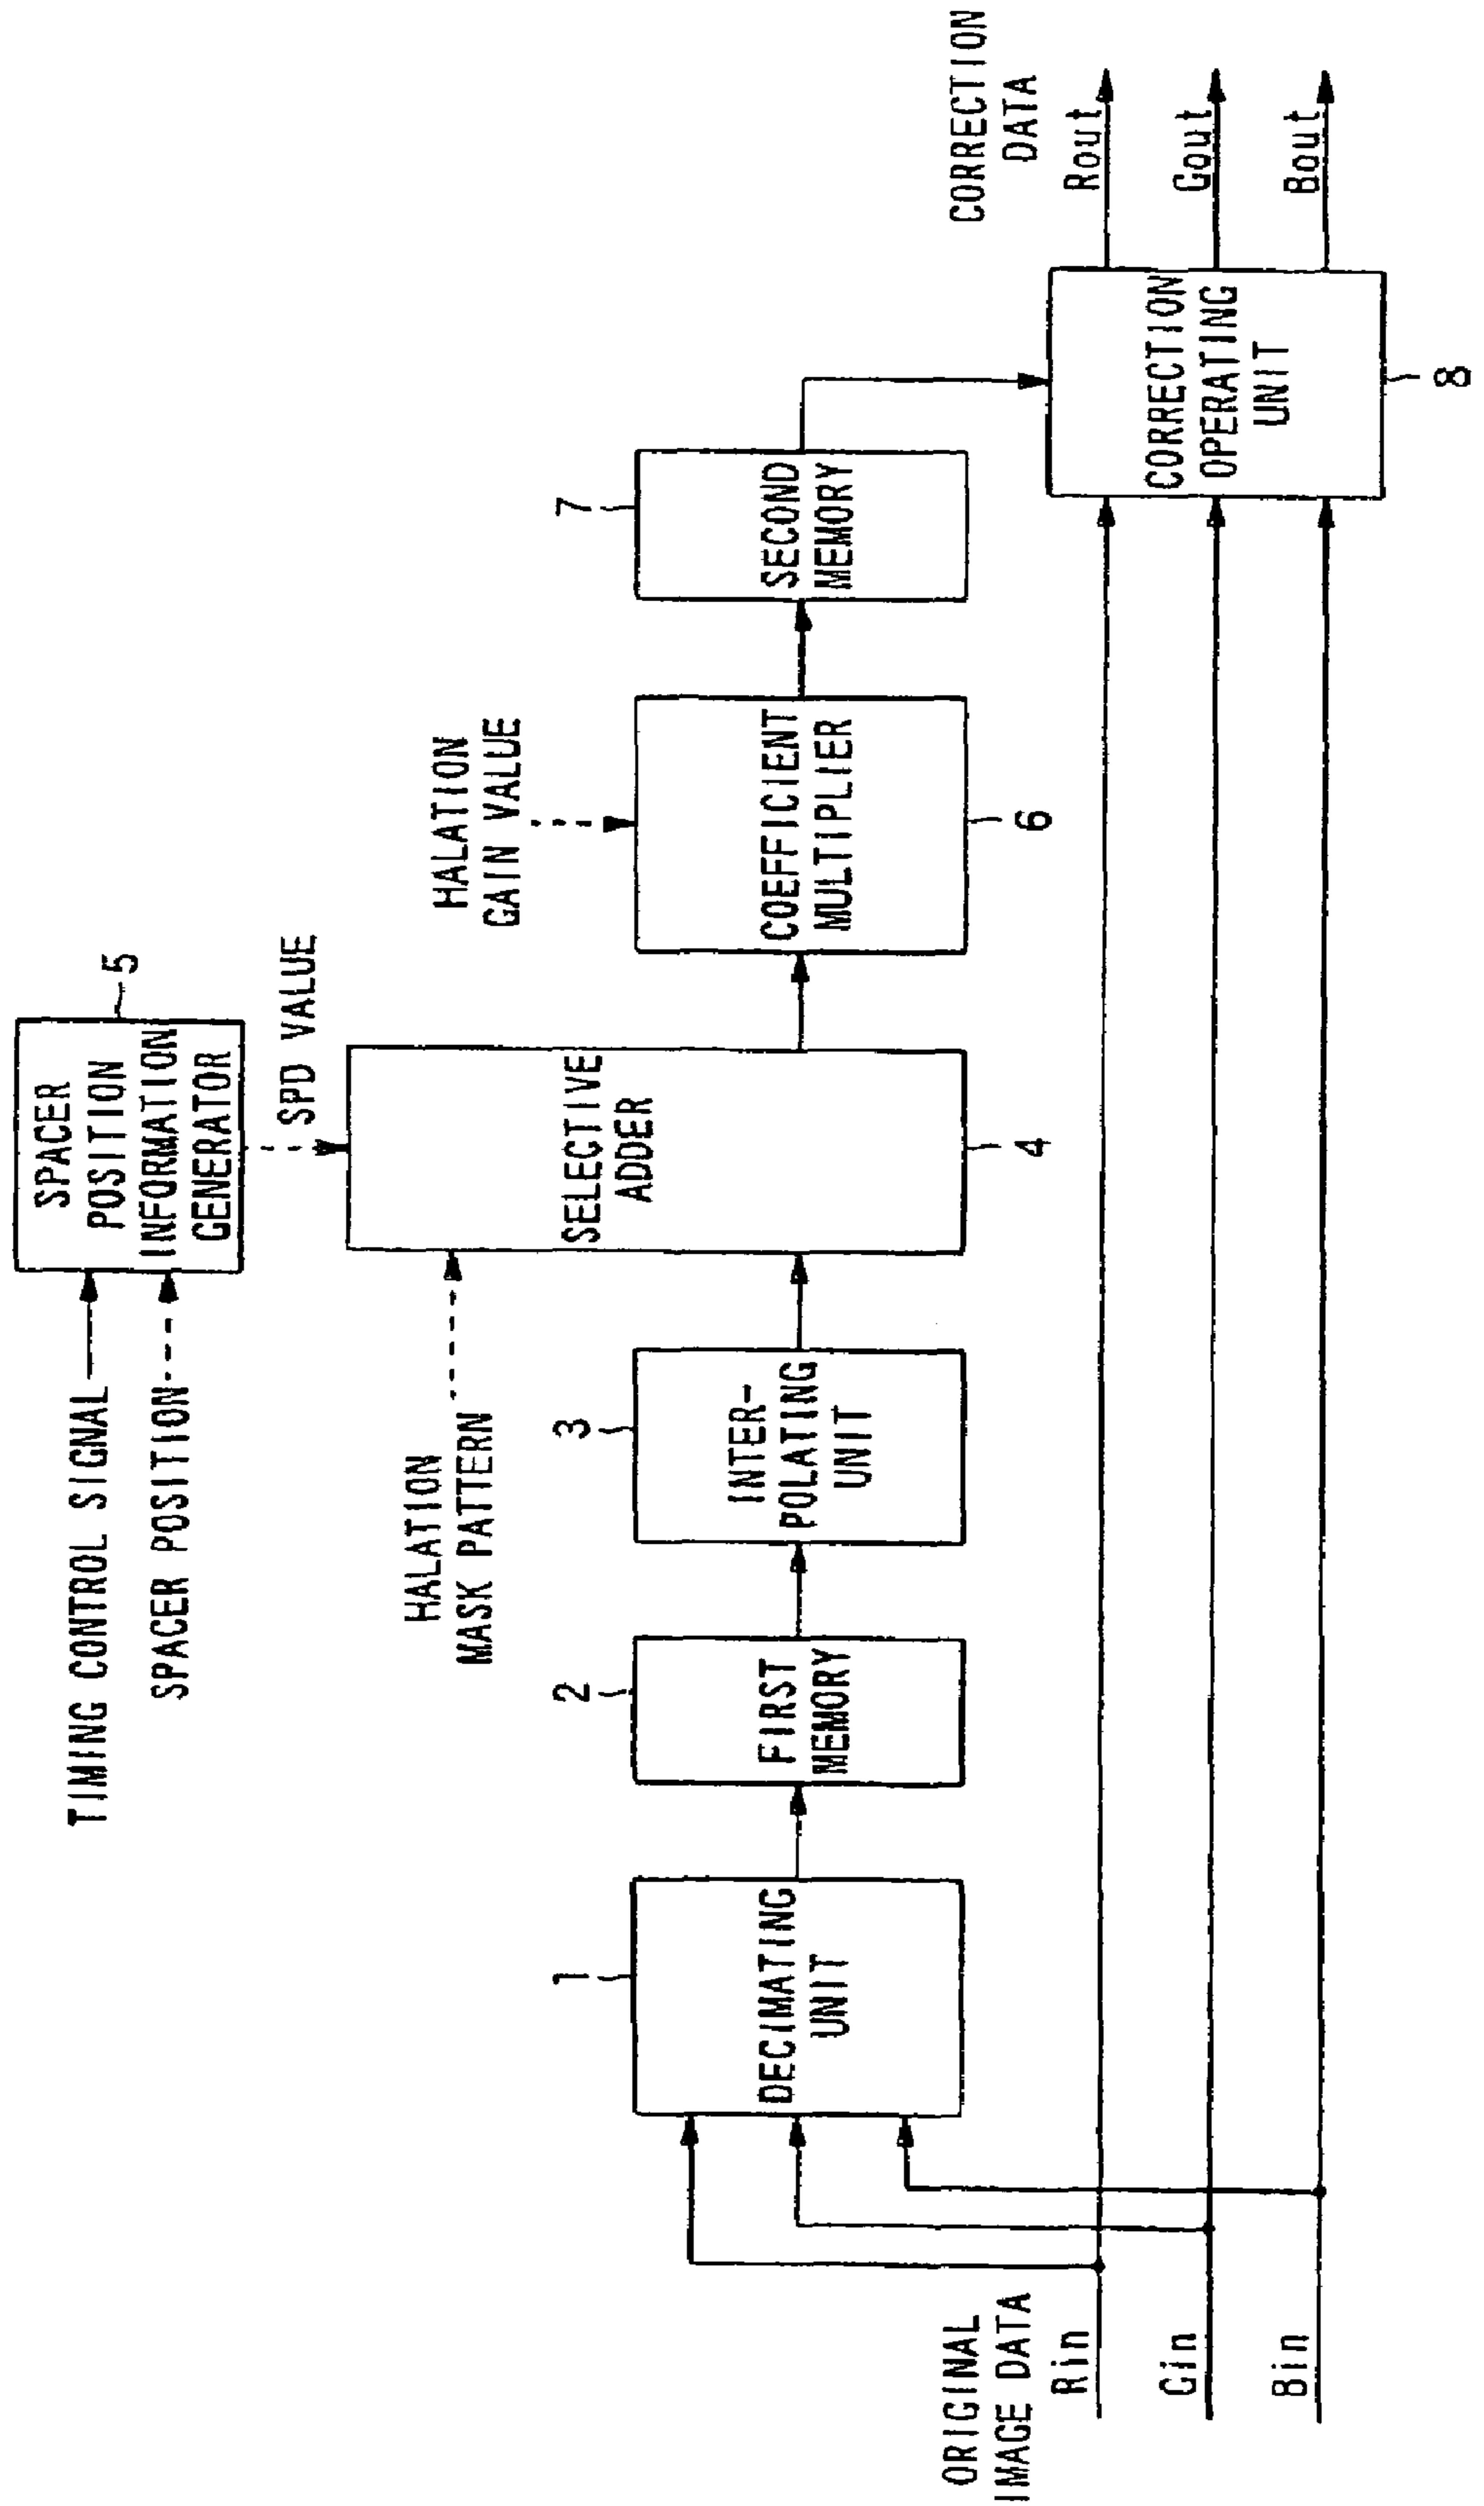 TIMING CONTROL SIGNAL
SPACER POSITION
SPACER
POSITION
INFORMATION
GENERATOR
5
SPD VALUE
HALATION
MASK PATTERN
SELECTIVE
ADDER
4
HALATION
GAIN VALUE
1
DECIMATING
UNIT
2
FIRST
MEMORY
3
INTER-
POLATING
UNIT
COEFFICIENT
MULTIPLIER
6
7
SECOND
MEMORY
ORIGINAL
IMAGE DATA
Rin
Gin
Bin
CORRECTION
OPERATING
UNIT
8
CORRECTION
DATA
Rout
Gout
Bout